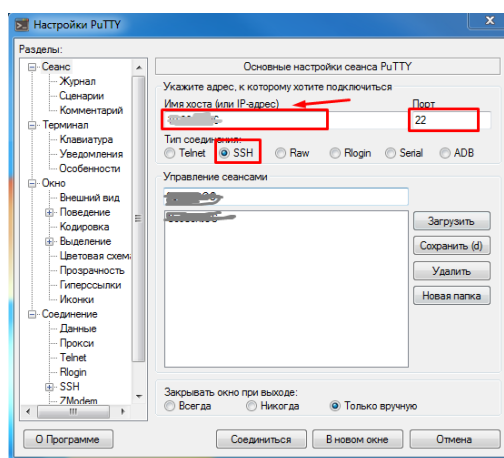 Настройки PuTTY
Разделы:
Сеанс
Журнал
Сценарии
Комментарий
Терминал
Клавиатура
Уведомления
Особенности
Окно
Внешний вид
Поведение
Кодировка
Выделение
Цветовая схем
Прозрачность
Гиперссылки
Иконки
Соединение
Данные
Прокси
Telnet
Rlogin
SSH
ZModem
О Программе
Основные настройки сеанса PuTTY
Укажите адрес, к которому хотите подключиться
Имя хоста (или IP-адрес) Порт
22
Тип соединения:
Telnet SSH Raw Rlogin Serial ADB
Управление сеансами
Загрузить
Сохранить (d)
Удалить
Новая папка
Закрывать окно при выходе:
Всегда Никогда Только вручную
Соединиться В новом окне Отмена